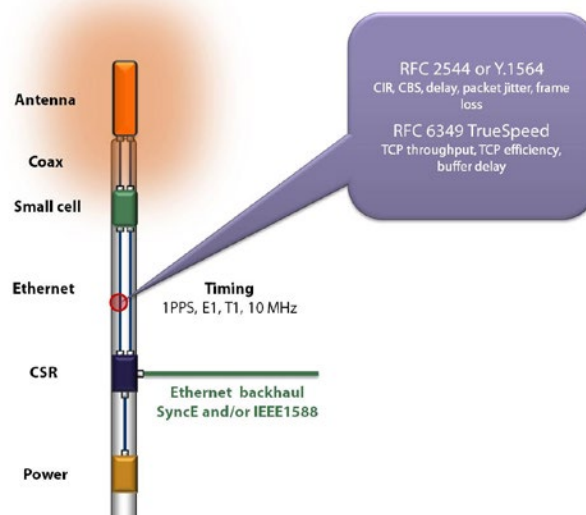 RFC 2544 or Y.1564
CIR, CBS, delay, packet jitter, frame
loss
RFC 6349 TrueSpeed
TCP throughput, TCP efficiency,
buffer delay
Antenna
Coax
Small cell
Ethernet
Timing
1PPS, E1, T1, 10 MHz
CSR
Ethernet backhaul
SyncE and/or IEEE1588
Power